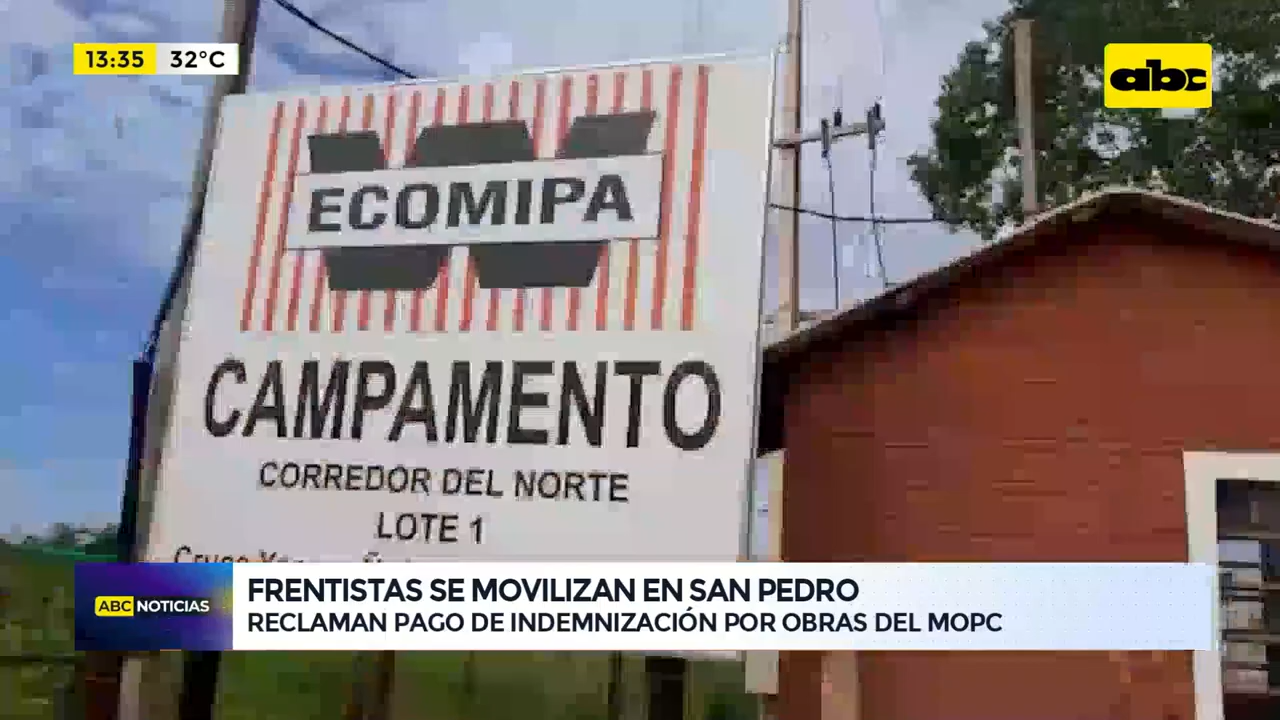 13:35 32°C
abc
ECOMIPA
CAMPAMENTO
CORREDOR DEL NORTE
LOTE 1
FRENTISTAS SE MOVILIZAN EN SAN PEDRO
ABC NOTICIAS
RECLAMAN PAGO DE INDEMNIZACIÓN POR OBRAS DEL MOPC